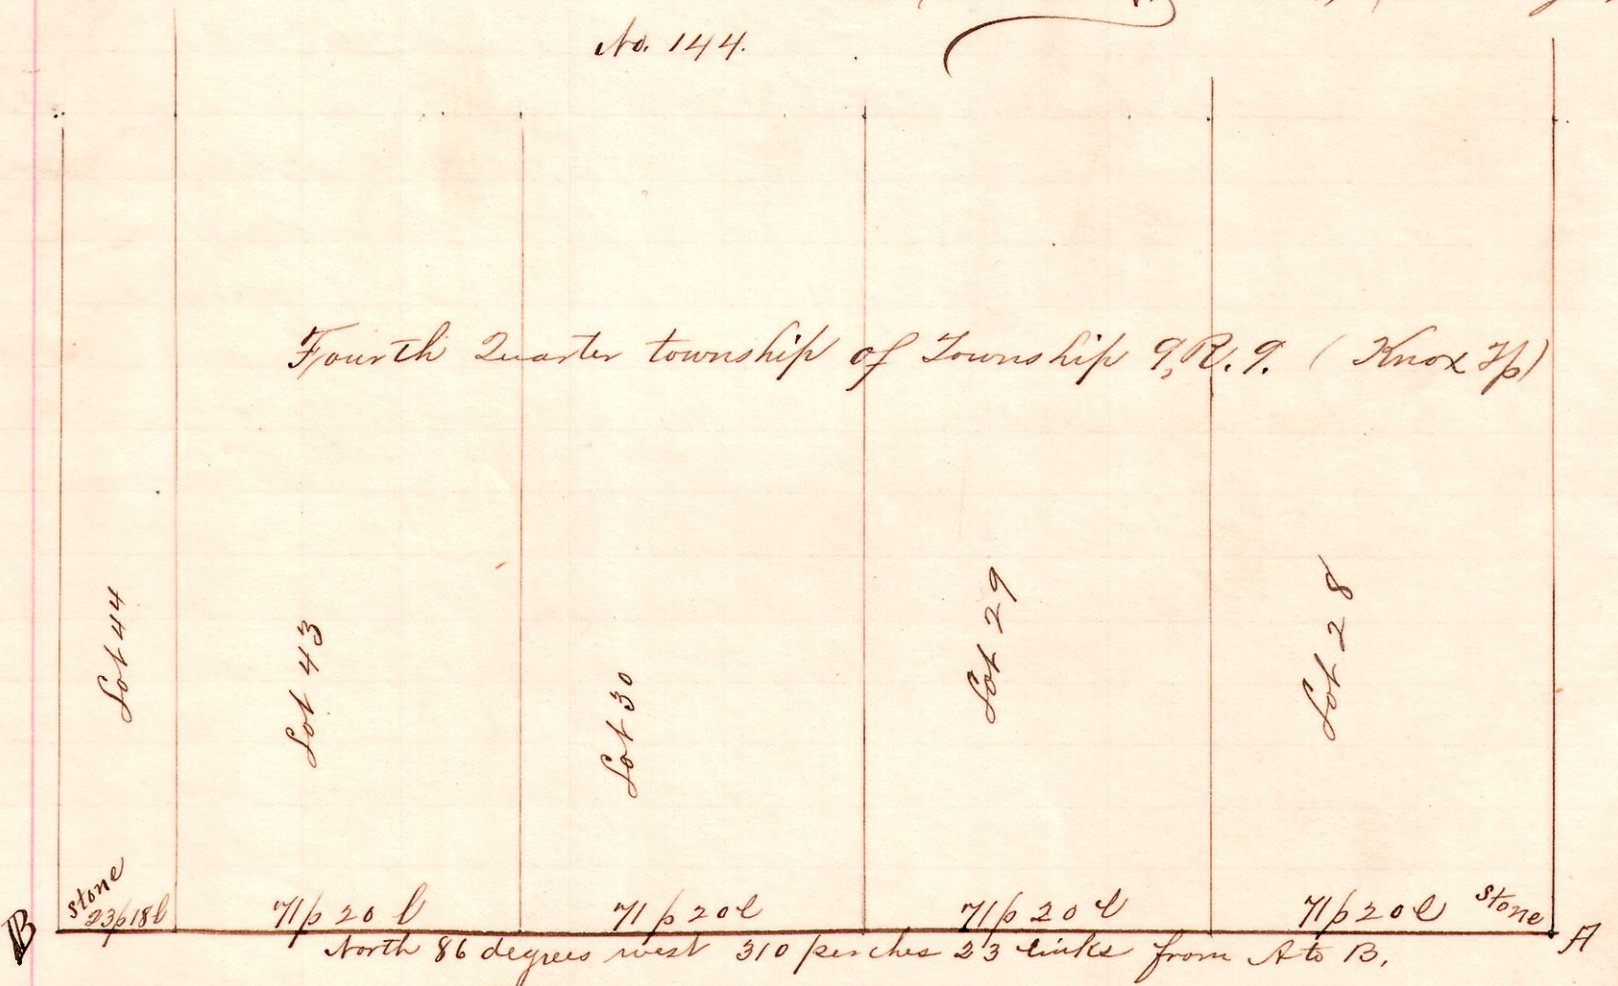 No. 144.
Fourth Quarter township of Township 9, R. 9. (Knox Tp)
Lot 44
Lot 43
Lot 30
Lot 29
Lot 28
stone
stone
23p18l
71p 20 l
71p 20l
71p 20 l
71p20l
B
A
North 86 degrees west 310 perches 23 links from A to B.